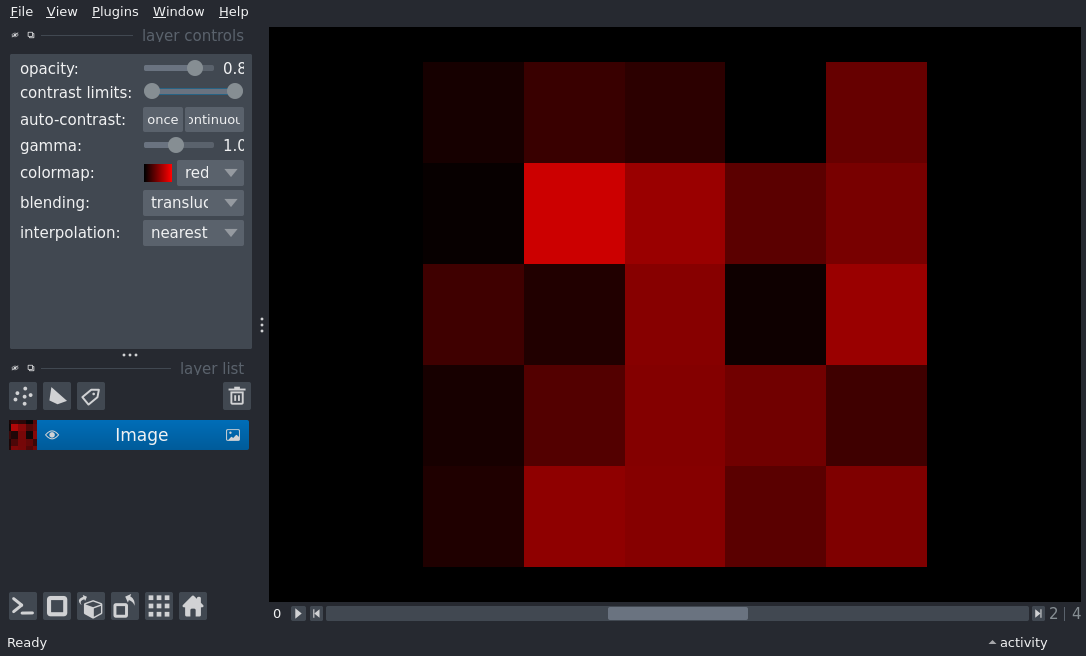 File View Plugins Window Help
layer controls
opacity: 0.8
contrast limits:
auto-contrast: once ontinuou
gamma: 1.0
colormap: red
blending: transluc
interpolation: nearest
layer list
Image
0 2 | 4
Ready activity